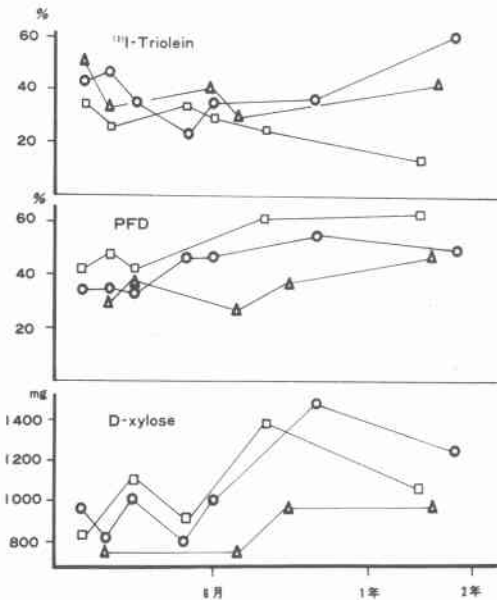 %
60
¹³¹I-Triolein
40
20
%
60
PFD
40
20
mg
1400
D-xylose
1200
1000
800
6月
1年
2年